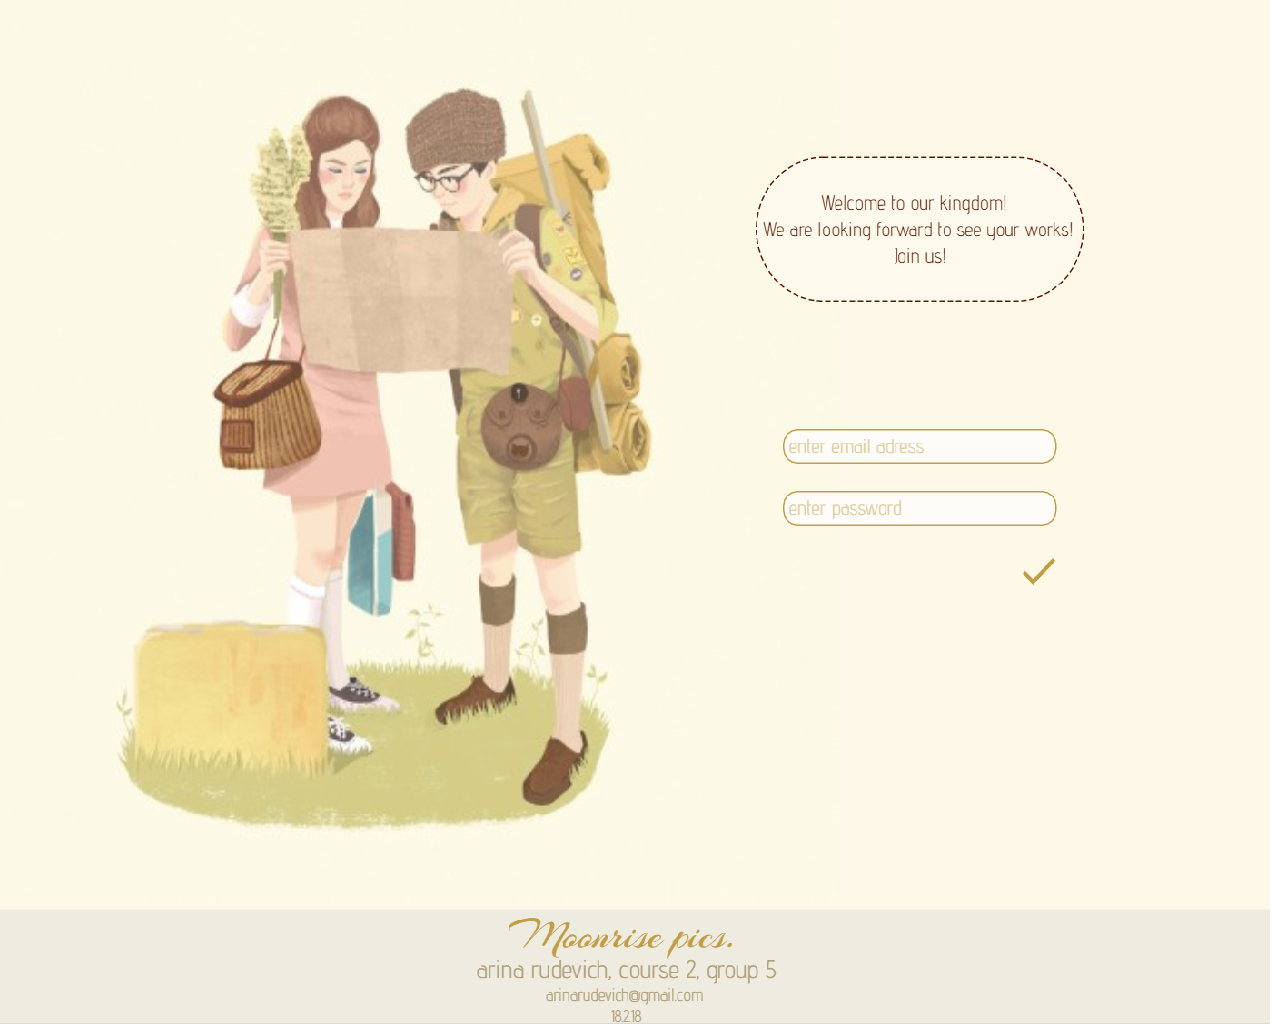 Welcome to our kingdom!
We are looking forward to see your works!
Join us!
enter email adress
enter password
Moonrise pics.
arina rudevich, course 2, group 5
arinarudevich@gmail.com
18.2.18